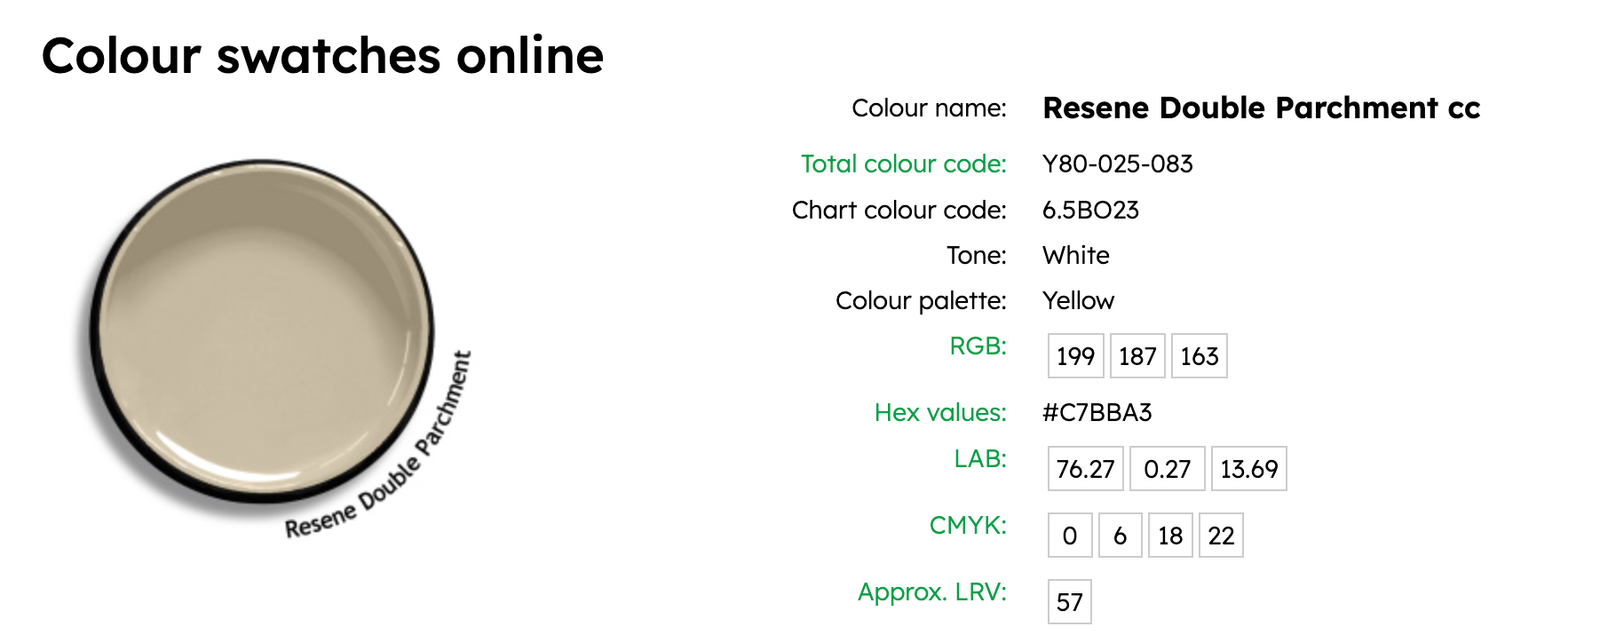 Colour swatches online
Colour name: Resene Double Parchment cc
Total colour code: Y80-025-083
Chart colour code: 6.5BO23
Tone: White
Colour palette: Yellow
RGB: 199 187 163
Hex values: #C7BBA3
LAB: 76.27 0.27 13.69
CMYK: 0 6 18 22
Approx. LRV: 57
Resene Double Parchment